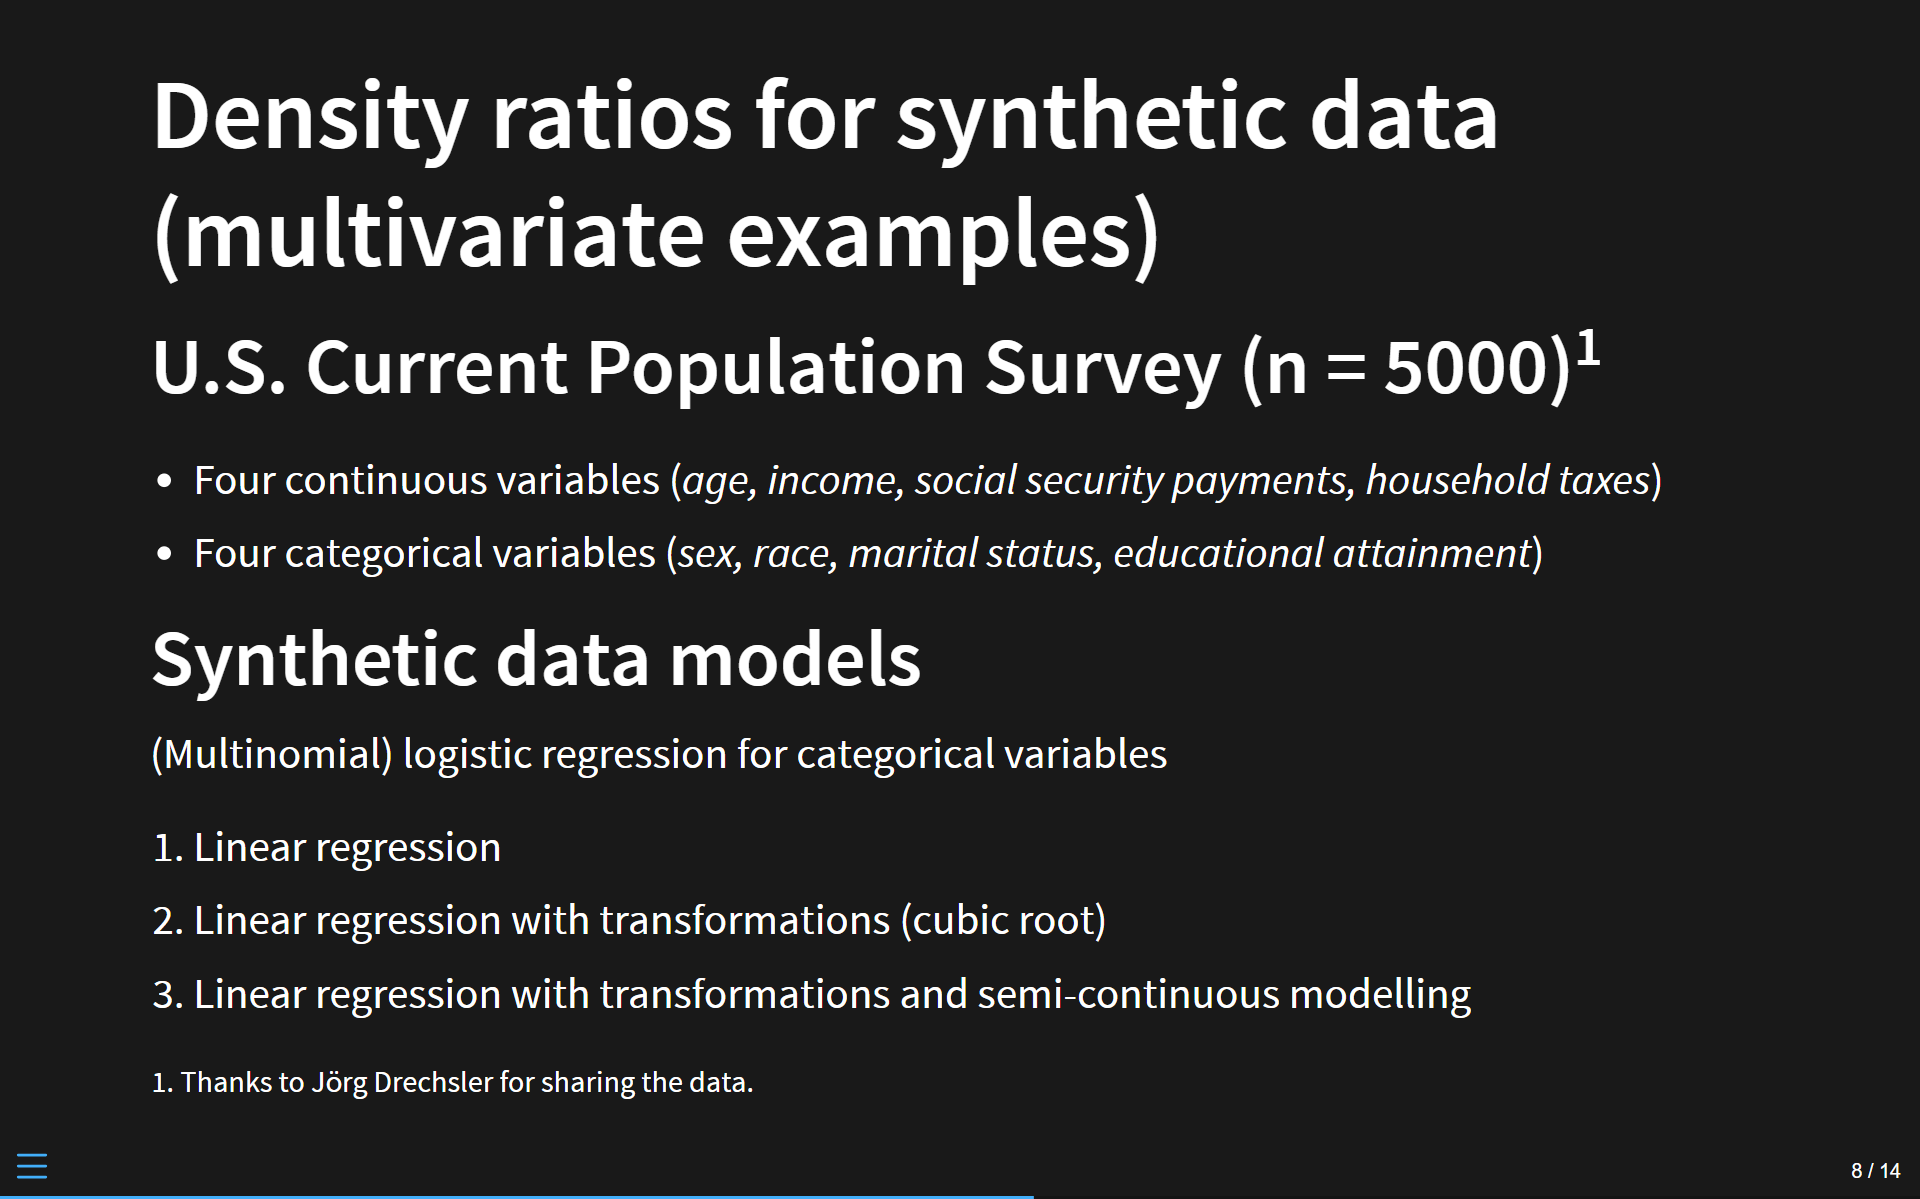 Density ratios for synthetic data
(multivariate examples)
U.S. Current Population Survey (n = 5000)¹
• Four continuous variables (age, income, social security payments, household taxes)
• Four categorical variables (sex, race, marital status, educational attainment)
Synthetic data models
(Multinomial) logistic regression for categorical variables
1. Linear regression
2. Linear regression with transformations (cubic root)
3. Linear regression with transformations and semi-continuous modelling
1. Thanks to Jörg Drechsler for sharing the data.
8 / 14